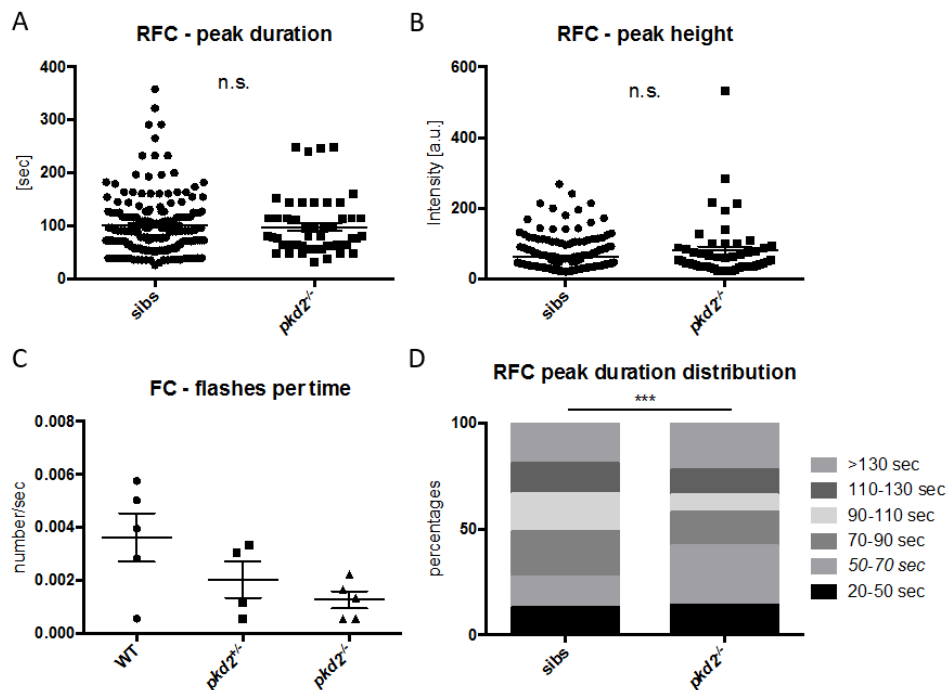 A
RFC - peak duration
400
300
200
100
0
[sec]
n.s.
sibs
pkd2-/-
B
RFC - peak height
600
400
200
0
Intensity [a.u.]
n.s.
sibs
pkd2-/-
C
FC - flashes per time
0.008
0.006
0.004
0.002
0.000
number/sec
WT
pkd2+/-
pkd2-/-
D
RFC peak duration distribution
***
100
50
0
percentages
sibs
pkd2-/-
>130 sec
110-130 sec
90-110 sec
70-90 sec
50-70 sec
20-50 sec